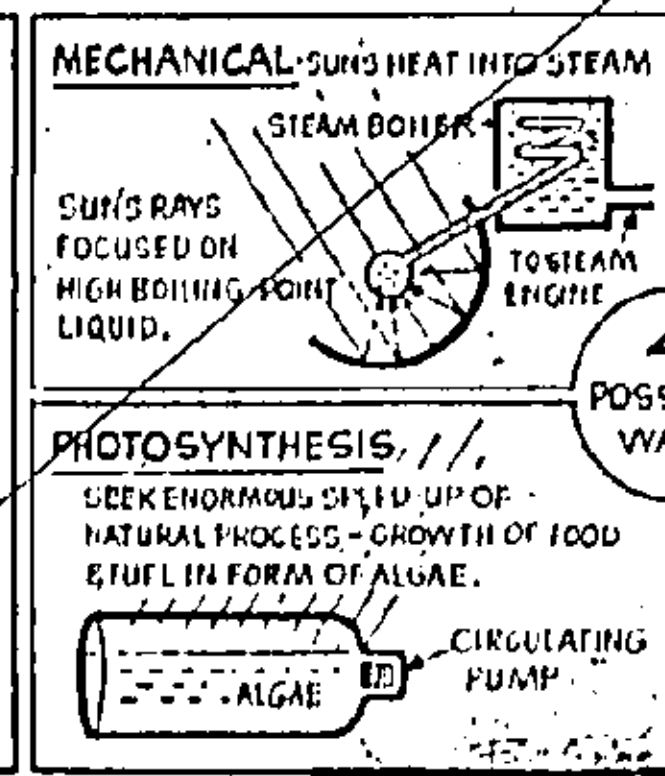 MECHANICAL-SUN'S HEAT INTO STEAM
STEAM BOILER
SUN'S RAYS
FOCUSED ON
HIGH BOILING POINT
LIQUID.
TO STEAM
ENGINE
POSS
WA
PHOTOSYNTHESIS
SEEK ENORMOUS SPEED-UP OF
NATURAL PROCESS - GROWTH OF FOOD
& FUEL IN FORM OF ALGAE.
CIRCULATING
PUMP
ALGAE